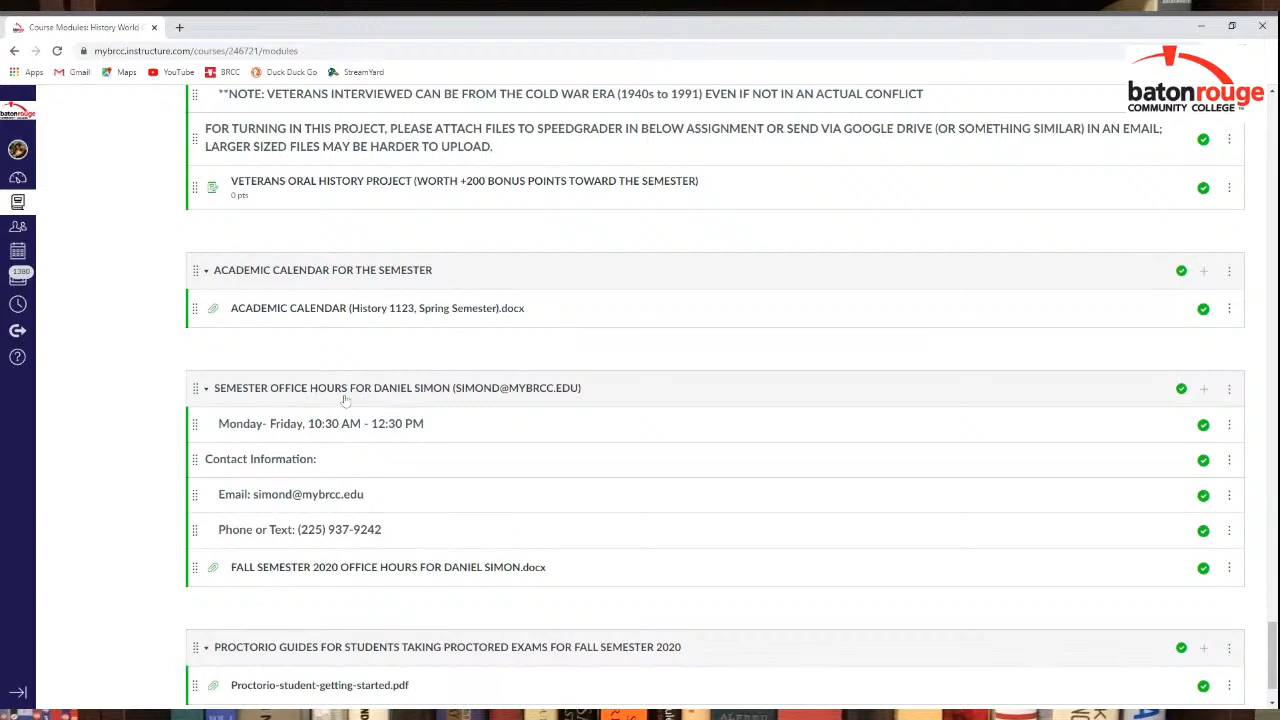 Course Modules: History World C
mybrcc.instructure.com/courses/246721/modules
Apps
Gmail
Maps
YouTube
BRCC
Duck Duck Go
StreamYard
batonrouge
COMMUNITY COLLEGE
**NOTE: VETERANS INTERVIEWED CAN BE FROM THE COLD WAR ERA (1940s to 1991) EVEN IF NOT IN AN ACTUAL CONFLICT
FOR TURNING IN THIS PROJECT, PLEASE ATTACH FILES TO SPEEDGRADER IN BELOW ASSIGNMENT OR SEND VIA GOOGLE DRIVE (OR SOMETHING SIMILAR) IN AN EMAIL;
LARGER SIZED FILES MAY BE HARDER TO UPLOAD.
VETERANS ORAL HISTORY PROJECT (WORTH +200 BONUS POINTS TOWARD THE SEMESTER)
0 pts
ACADEMIC CALENDAR FOR THE SEMESTER
1380
ACADEMIC CALENDAR (History 1123, Spring Semester).docx
SEMESTER OFFICE HOURS FOR DANIEL SIMON (SIMOND@MYBRCC.EDU)
Monday- Friday, 10:30 AM - 12:30 PM
Contact Information:
Email: simond@mybrcc.edu
Phone or Text: (225) 937-9242
FALL SEMESTER 2020 OFFICE HOURS FOR DANIEL SIMON.docx
PROCTORIO GUIDES FOR STUDENTS TAKING PROCTORED EXAMS FOR FALL SEMESTER 2020
Proctorio-student-getting-started.pdf